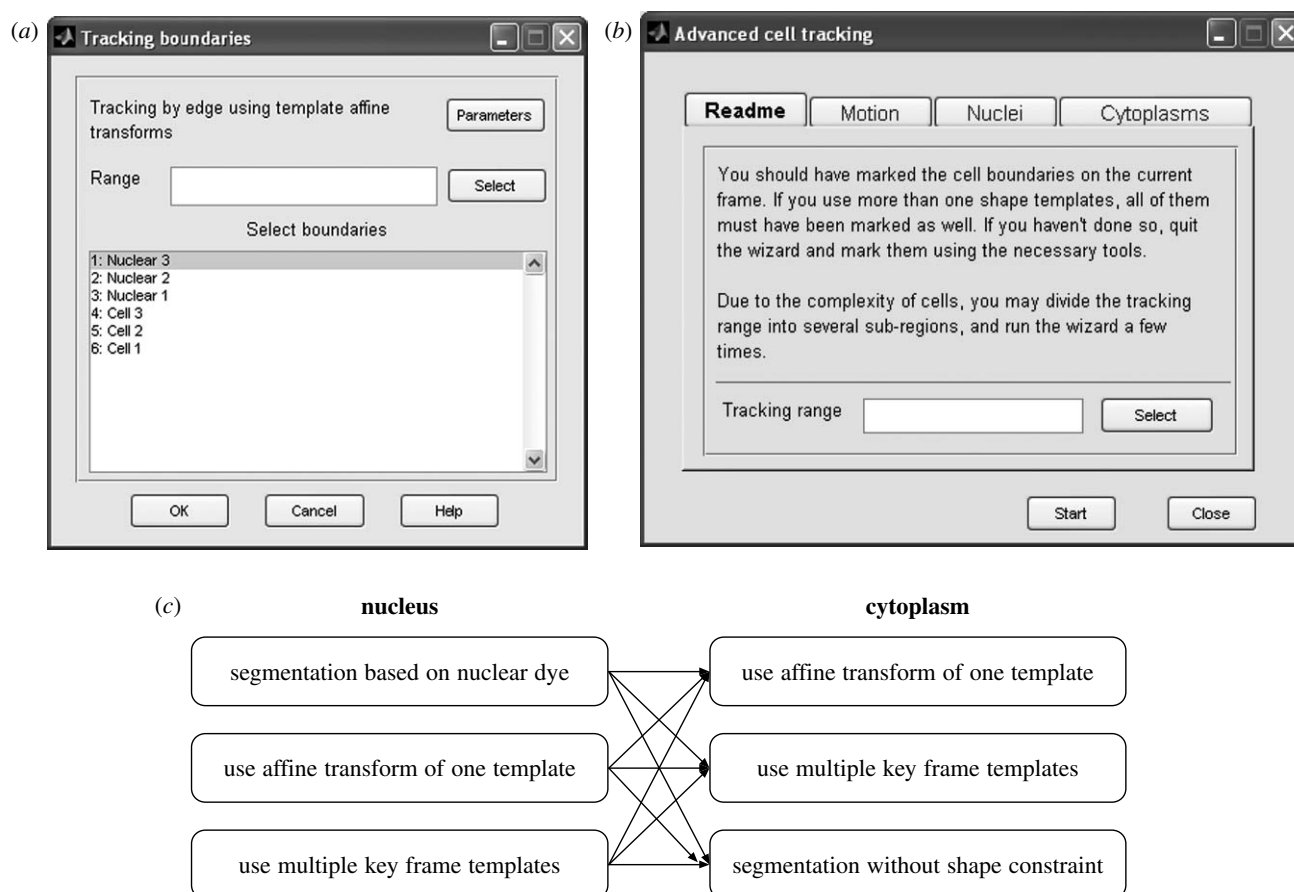 (a)
Tracking boundaries
Tracking by edge using template affine
transforms
Parameters
Range
Select
Select boundaries
1: Nuclear 3
2: Nuclear 2
3: Nuclear 1
4: Cell 3
5: Cell 2
6: Cell 1
OK
Cancel
Help
(b)
Advanced cell tracking
Readme
Motion
Nuclei
Cytoplasms
You should have marked the cell boundaries on the current
frame. If you use more than one shape templates, all of them
must have been marked as well. If you haven't done so, quit
the wizard and mark them using the necessary tools.
Due to the complexity of cells, you may divide the tracking
range into several sub-regions, and run the wizard a few
times.
Tracking range
Select
Start
Close
(c)
nucleus
cytoplasm
segmentation based on nuclear dye
use affine transform of one template
use affine transform of one template
use multiple key frame templates
use multiple key frame templates
segmentation without shape constraint